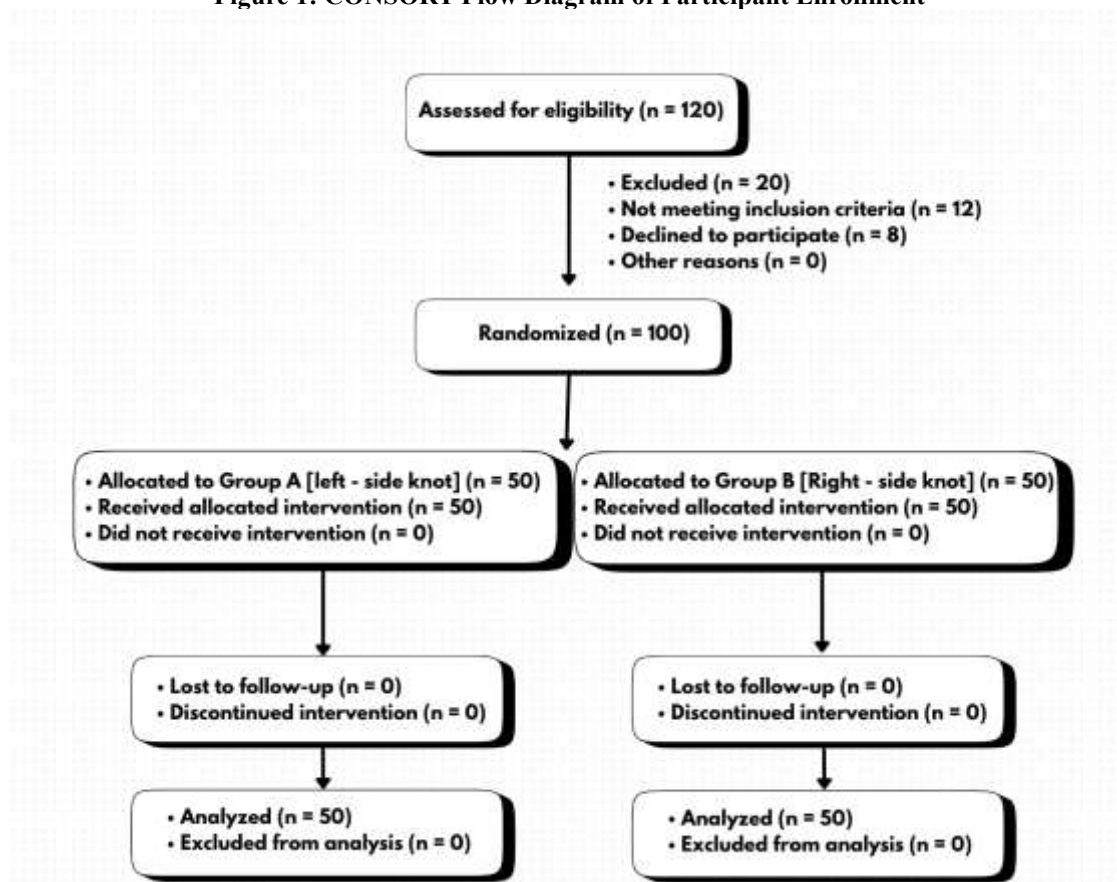 Figure 1: CONSORT Flow Diagram of Participant Enrollment
Assessed for eligibility (n = 120)
• Excluded (n = 20)
• Not meeting inclusion criteria (n = 12)
• Declined to participate (n = 8)
• Other reasons (n = 0)
Randomized (n = 100)
• Allocated to Group A [left - side knot] (n = 50)
• Received allocated intervention (n = 50)
• Did not receive intervention (n = 0)
• Allocated to Group B [Right - side knot] (n = 50)
• Received allocated intervention (n = 50)
• Did not receive intervention (n = 0)
• Lost to follow-up (n = 0)
• Discontinued intervention (n = 0)
• Lost to follow-up (n = 0)
• Discontinued intervention (n = 0)
• Analyzed (n = 50)
• Excluded from analysis (n = 0)
• Analyzed (n = 50)
• Excluded from analysis (n = 0)